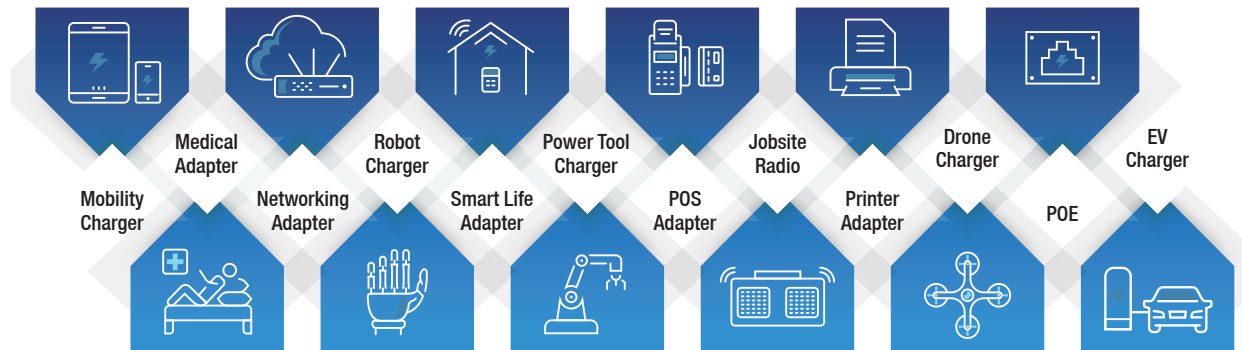 Mobility
Charger
Medical
Adapter
Networking
Adapter
Robot
Charger
Smart Life
Adapter
Power Tool
Charger
POS
Adapter
Jobsite
Radio
Printer
Adapter
Drone
Charger
POE
EV
Charger